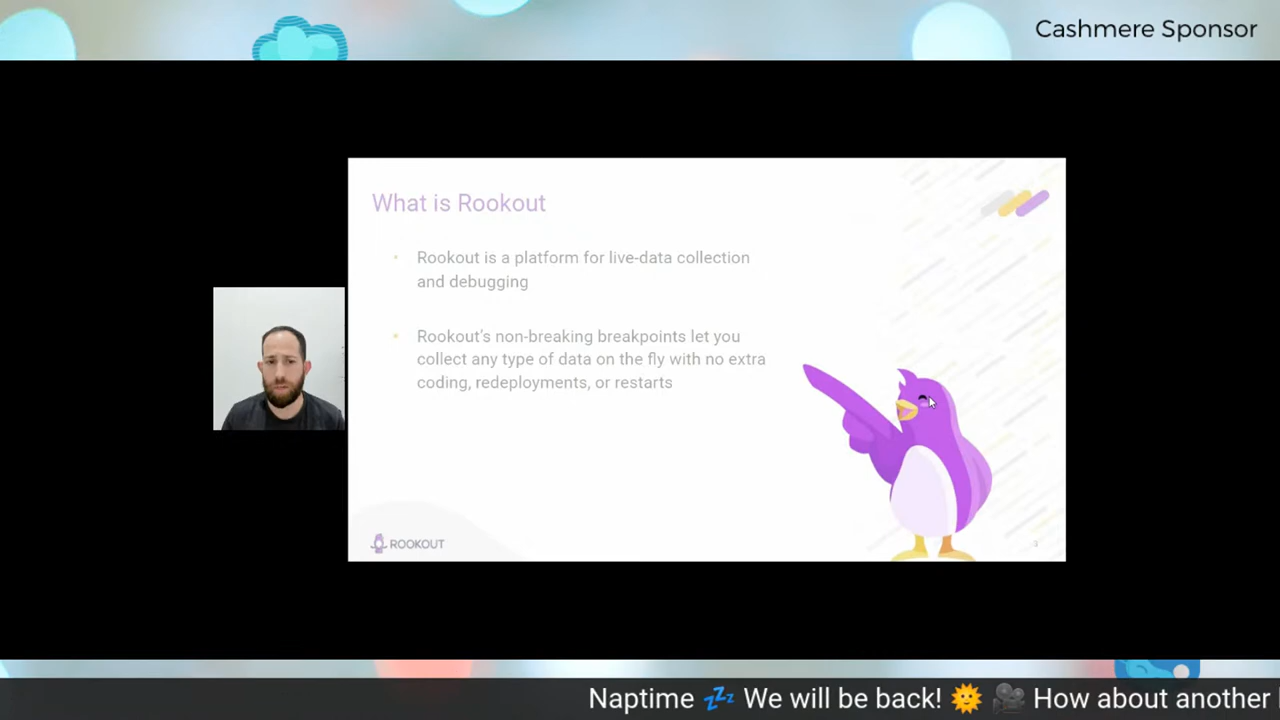 Cashmere Sponsor
What is Rookout
Rookout is a platform for live-data collection
and debugging
Rookout's non-breaking breakpoints let you
collect any type of data on the fly with no extra
coding, redeployments, or restarts
ROOKOUT
Naptime 💤 We will be back! 🌞 🎥 How about another